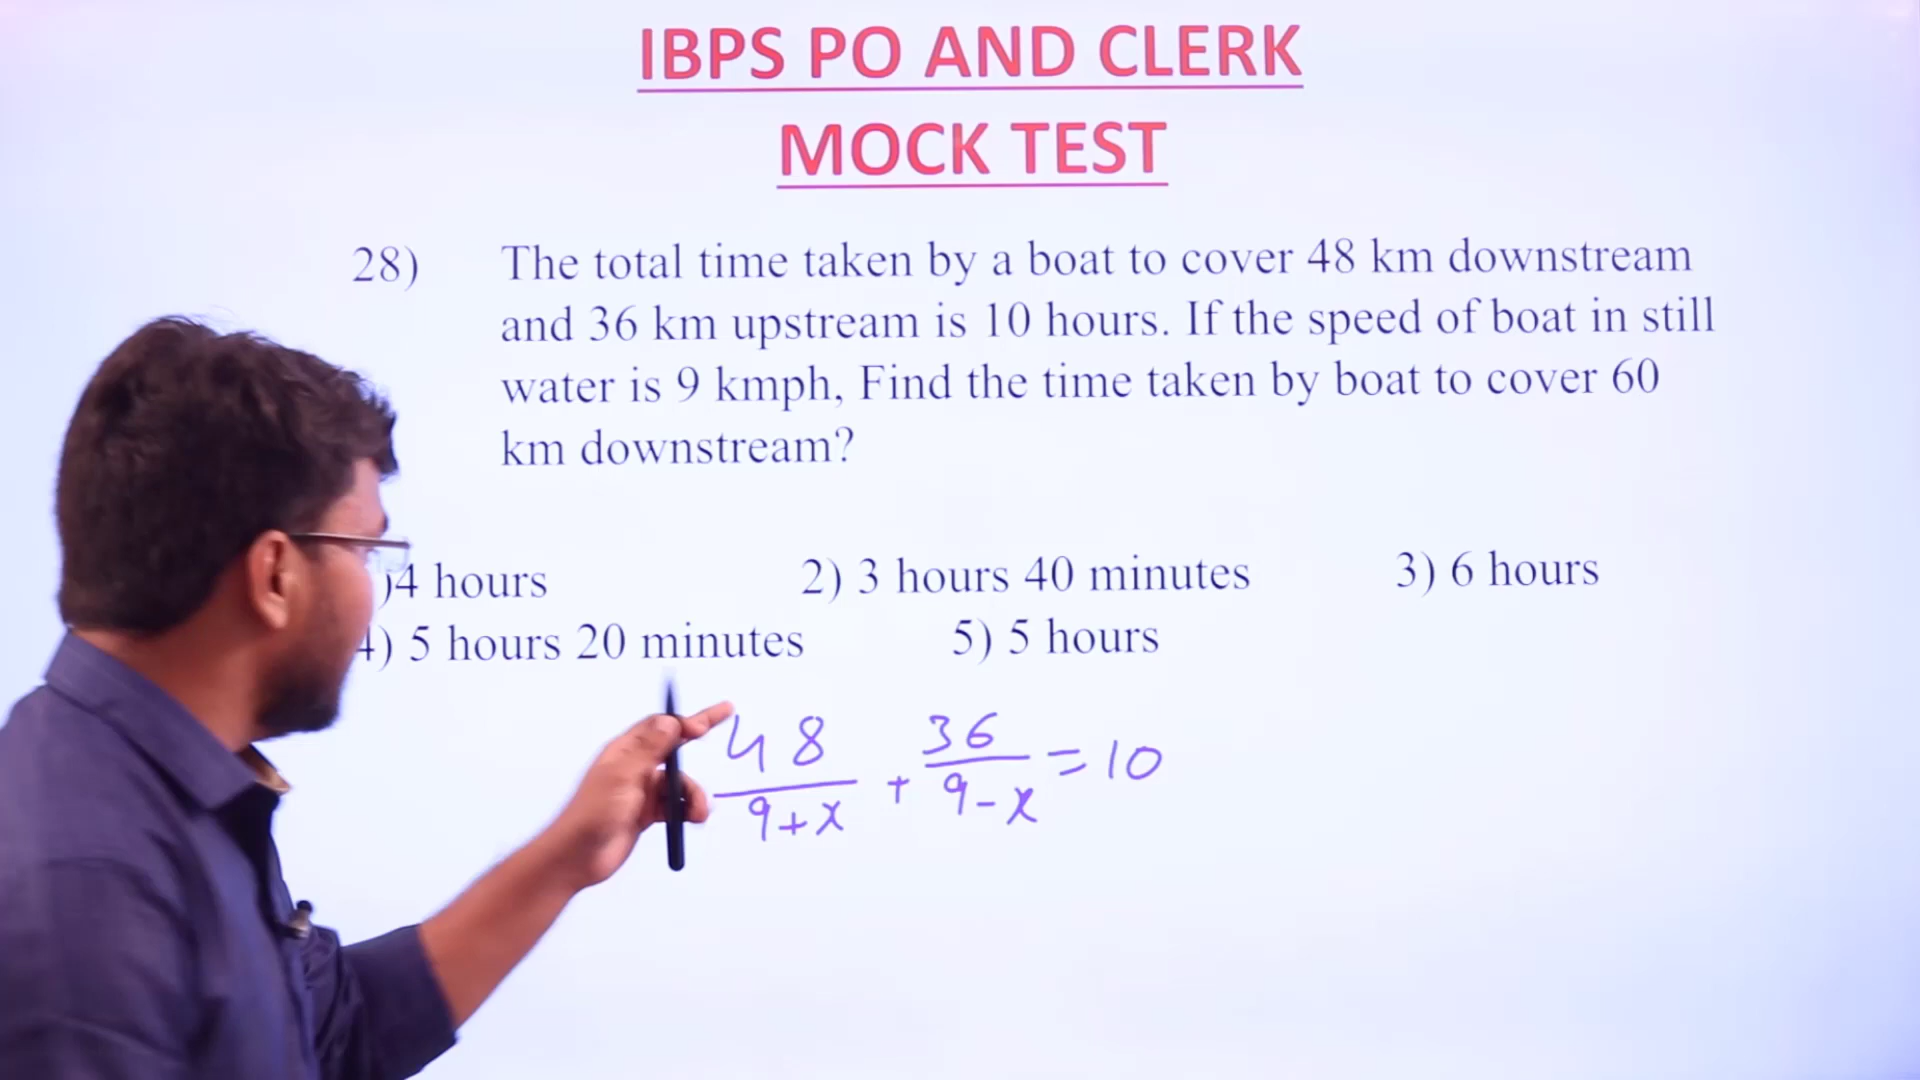 IBPS PO AND CLERK
MOCK TEST
28) The total time taken by a boat to cover 48 km downstream
and 36 km upstream is 10 hours. If the speed of boat in still
water is 9 kmph, Find the time taken by boat to cover 60
km downstream?
)4 hours 2) 3 hours 40 minutes 3) 6 hours
4) 5 hours 20 minutes 5) 5 hours
48/9+x + 36/9-x = 10